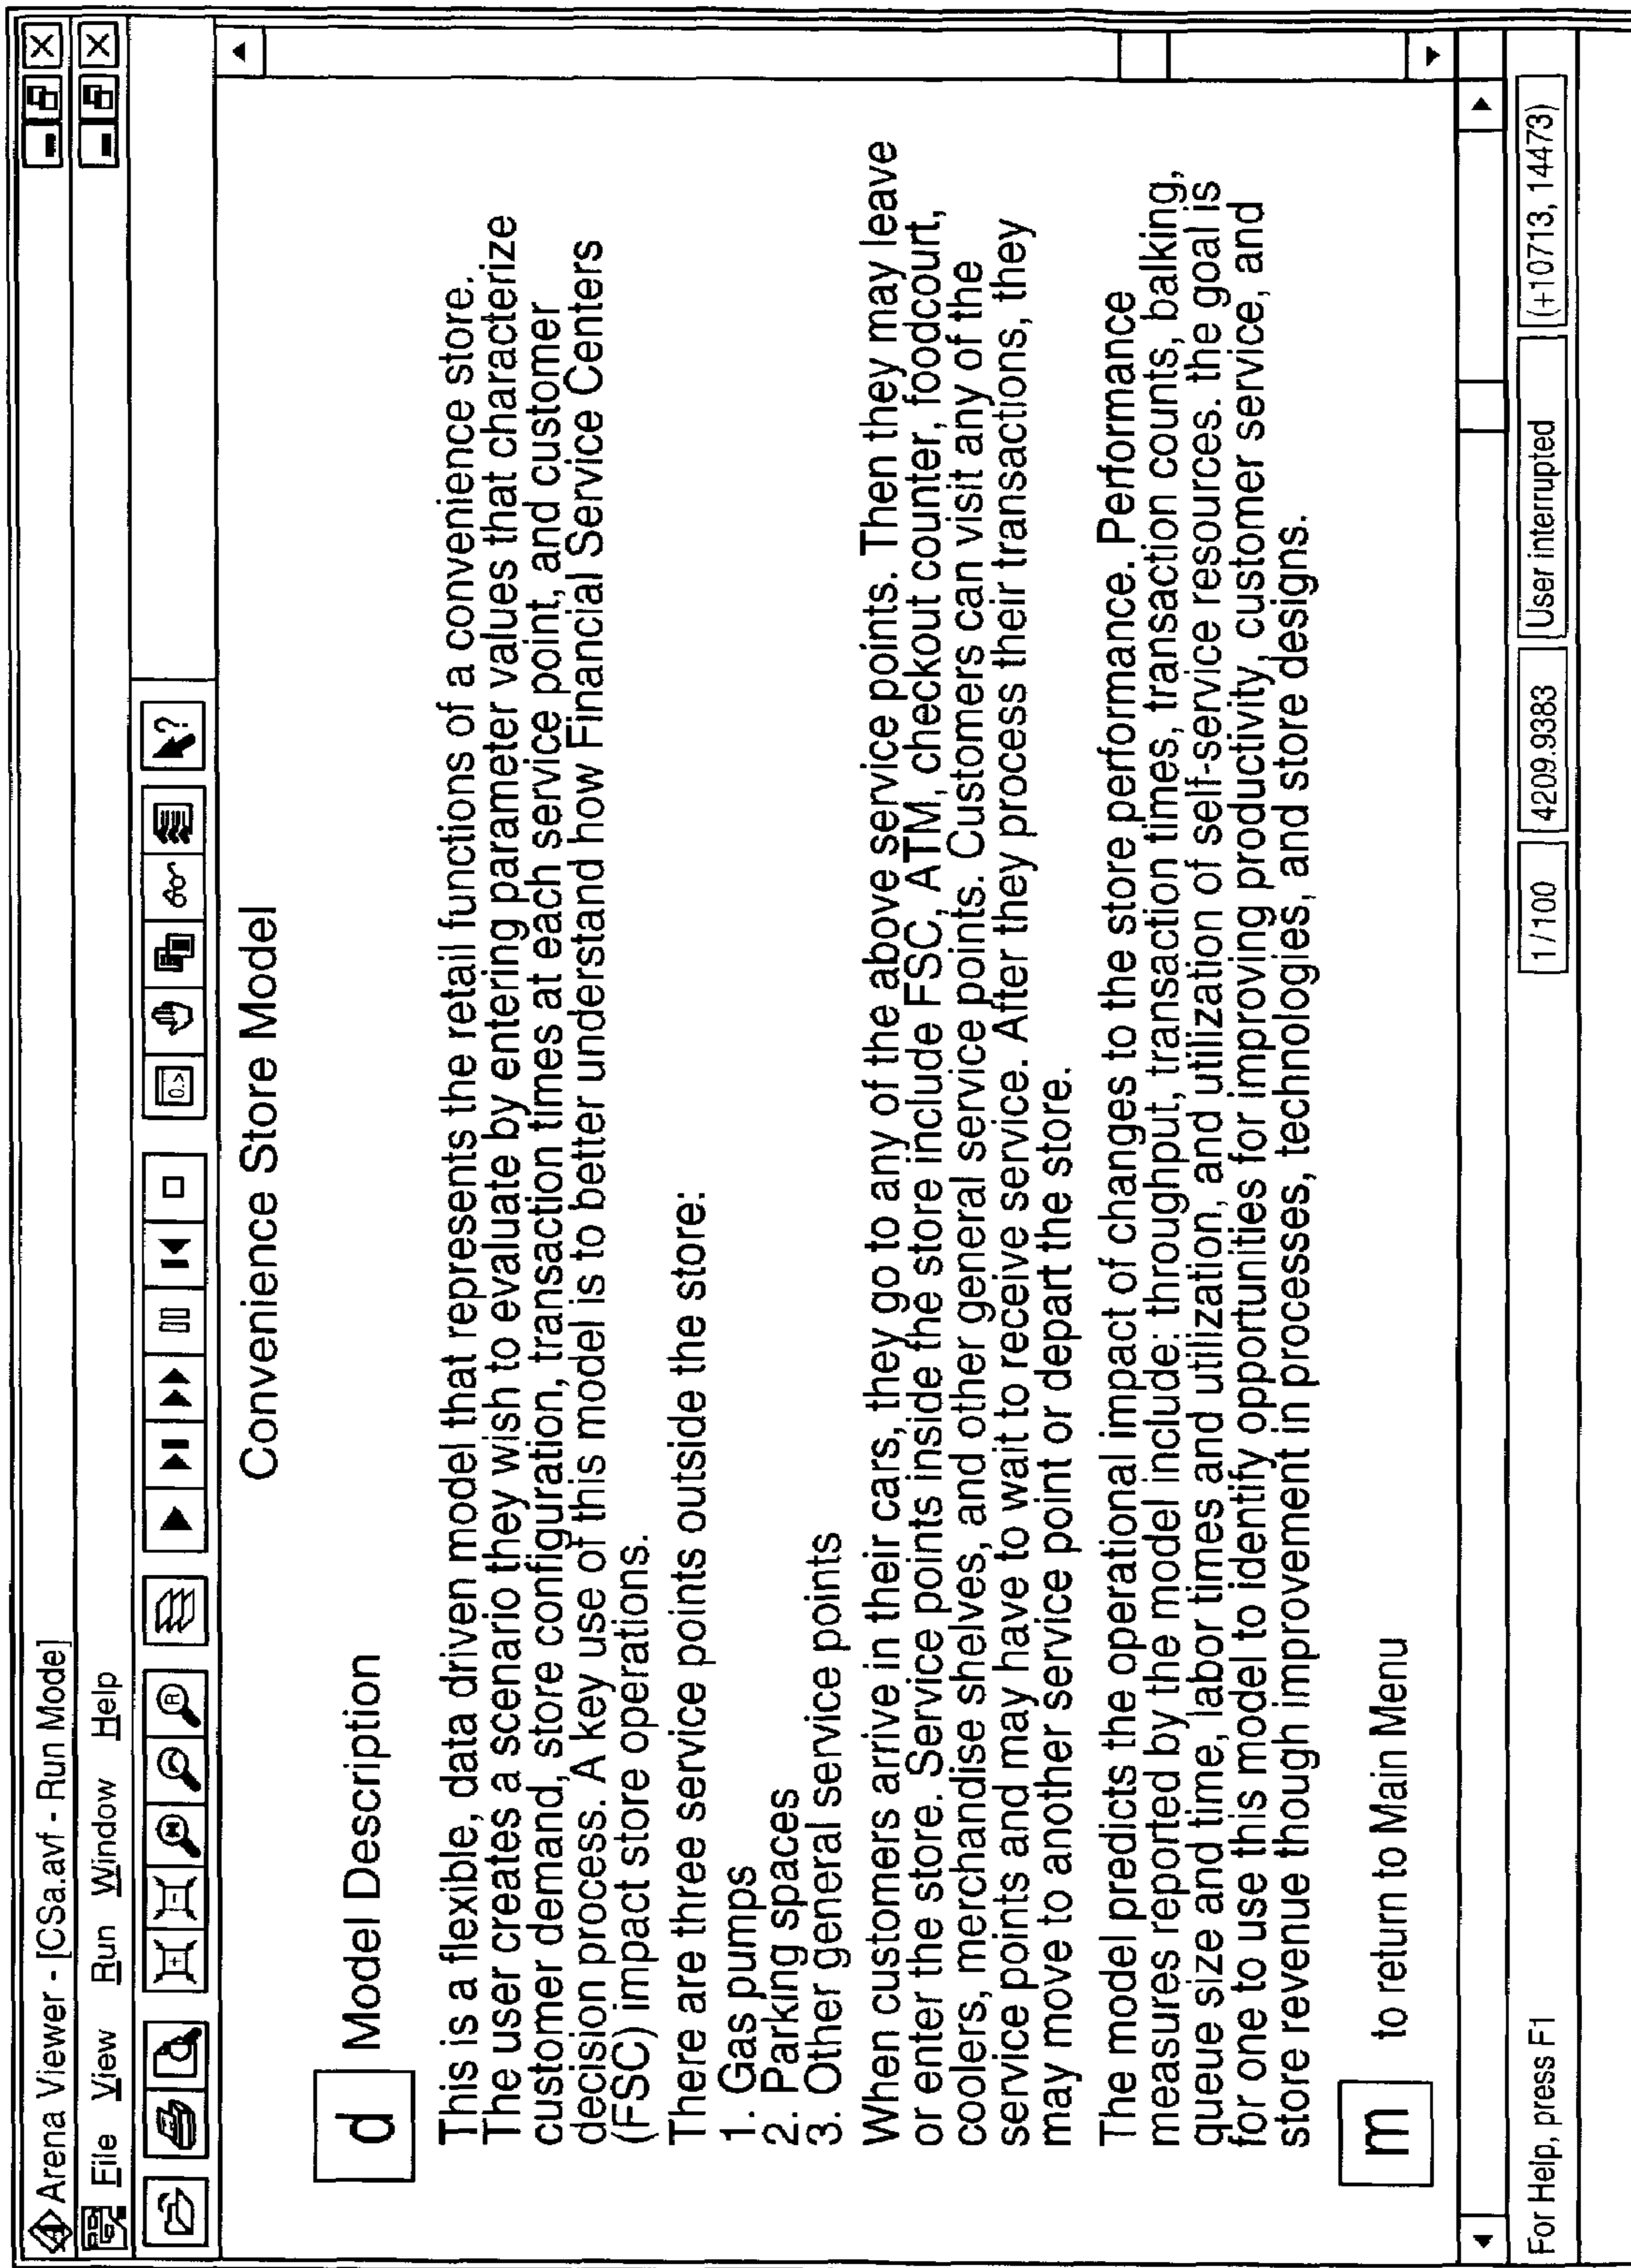 Arena Viewer - [CSa.avf - Run Mode]
File View Run Window Help
Convenience Store Model
d Model Description
This is a flexible, data driven model that represents the retail functions of a convenience store.
The user creates a scenario they wish to evaluate by entering parameter values that characterize
customer demand, store configuration, transaction times at each service point, and customer
decision process. A key use of this model is to better understand how Financial Service Centers
(FSC) impact store operations.
There are three service points outside the store:
1. Gas pumps
2. Parking spaces
3. Other general service points
When customers arrive in their cars, they go to any of the above service points. Then they may leave
or enter the store. Service points inside the store include FSC, ATM, checkout counter, foodcourt,
coolers, merchandise shelves, and other general service points. Customers can visit any of the
service points and may have to wait to receive service. After they process their transactions, they
may move to another service point or depart the store.
The model predicts the operational impact of changes to the store performance. Performance
measures reported by the model include: throughput, transaction times, transaction counts, balking,
queue size and time, labor times and utilization, and utilization of self-service resources. the goal is
for one to use this model to identify opportunities for improving productivity, customer service, and
store revenue though improvement in processes, technologies, and store designs.
m to return to Main Menu
For Help, press F1 1/100 4209.9383 User interrupted (+10713, 14473)